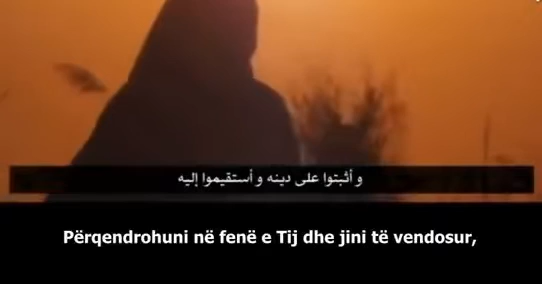 و أثبتوا على دينه و أستقيموا إليه
Përqendrohuni në fenë e Tij dhe jini të vendosur,